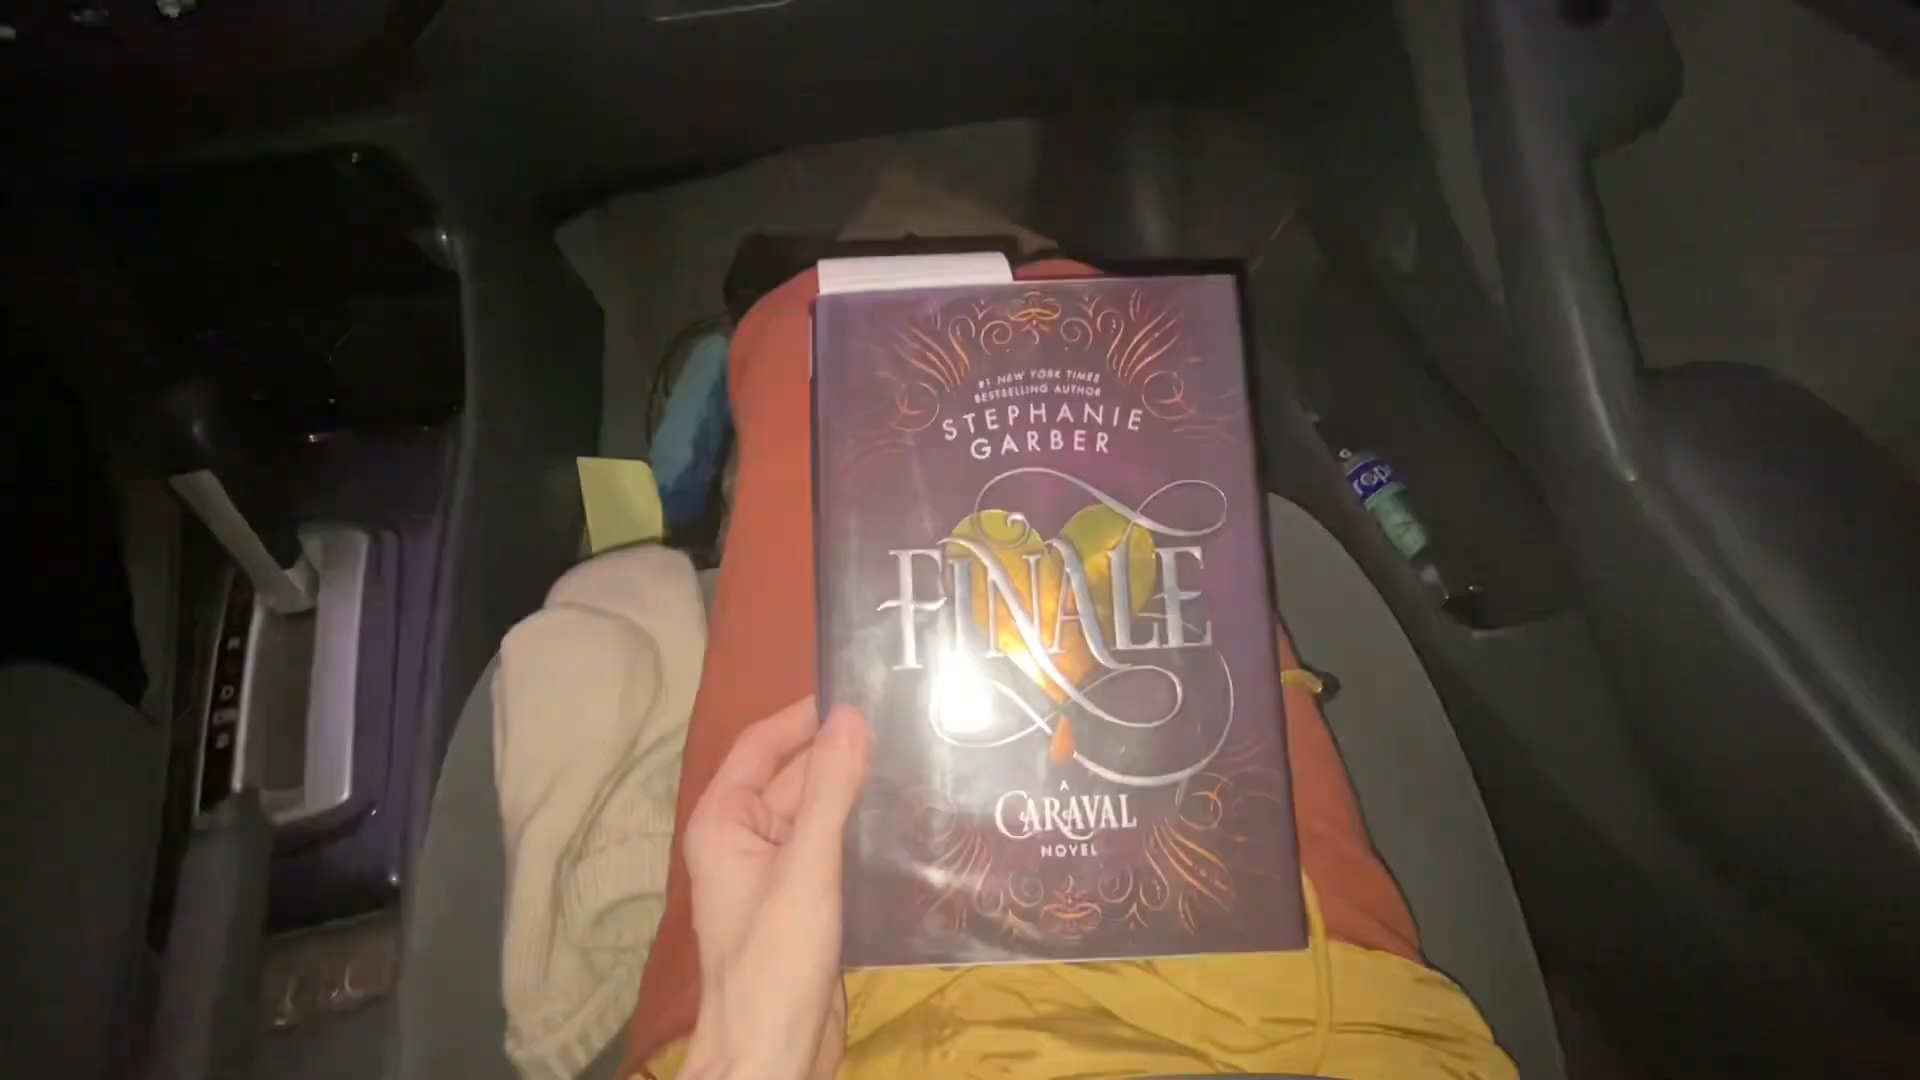 #1 NEW YORK TIMES
BESTSELLING AUTHOR
STEPHANIE
GARBER
FINALE
A
CARAVAL
NOVEL
D